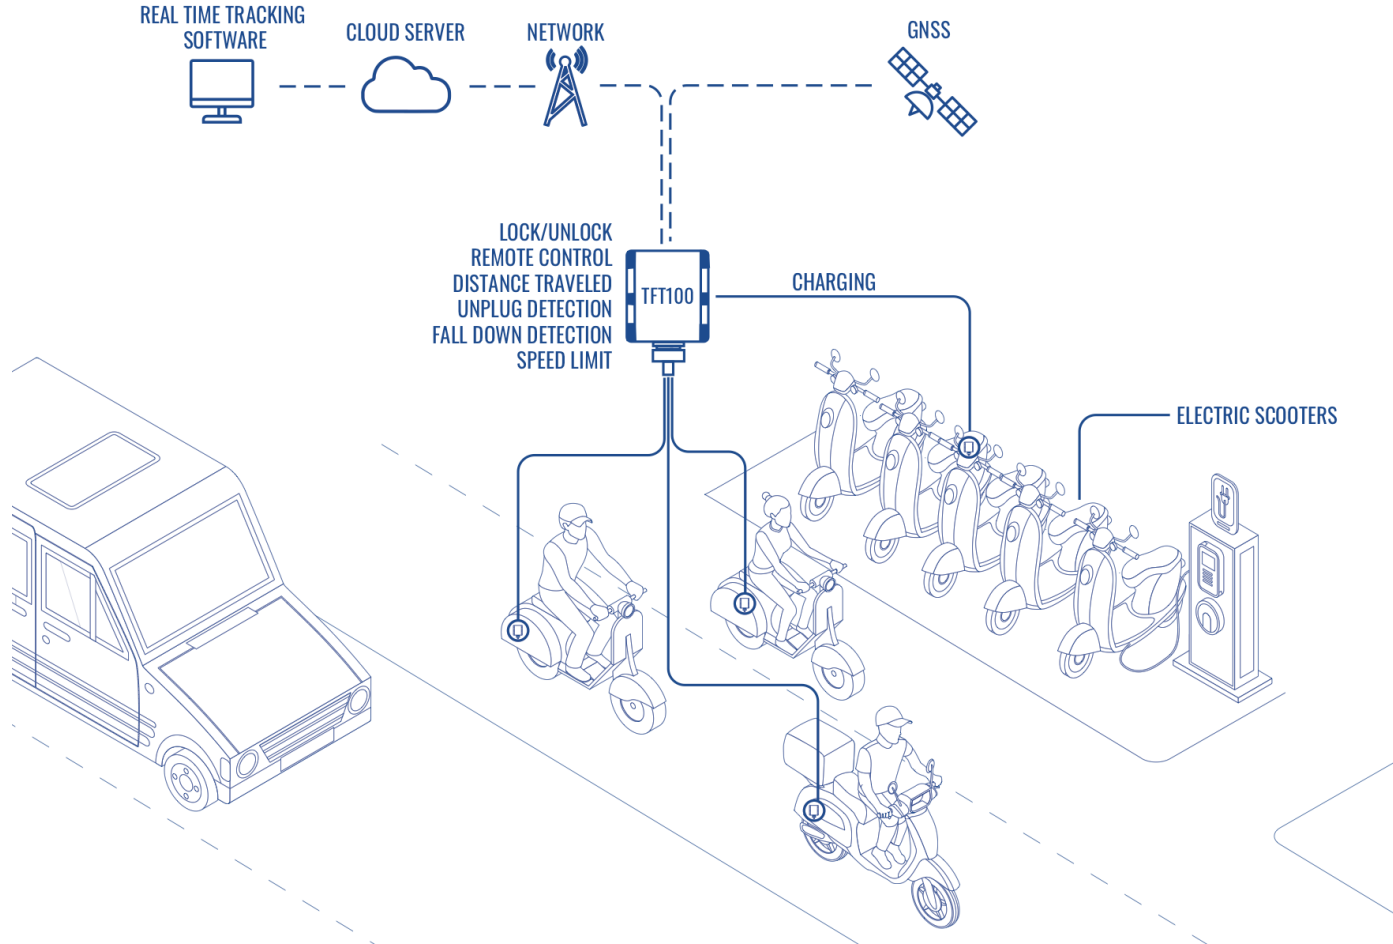 REAL TIME TRACKING
SOFTWARE
CLOUD SERVER
NETWORK
GNSS
LOCK/UNLOCK
REMOTE CONTROL
DISTANCE TRAVELED
UNPLUG DETECTION
FALL DOWN DETECTION
SPEED LIMIT
TFT100
CHARGING
ELECTRIC SCOOTERS